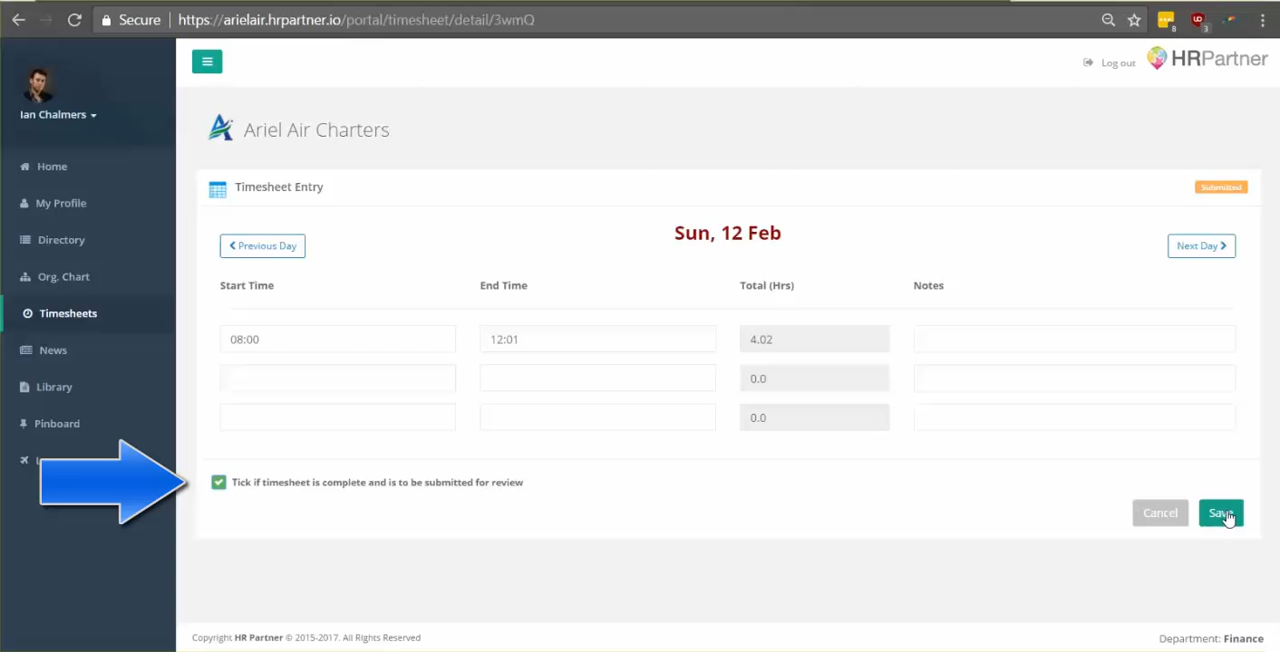 Secure
https://arielair.hrpartner.io/portal/timesheet/detail/3wmQ
8
3
Ian Chalmers
Log out
HRPartner
Home
My Profile
Directory
Org. Chart
Timesheets
News
Library
Pinboard
Ariel Air Charters
Timesheet Entry
Submitted
Previous Day
Sun, 12 Feb
Next Day
Start Time
End Time
Total (Hrs)
Notes
08:00
12:01
4.02
0.0
0.0
Tick if timesheet is complete and is to be submitted for review
Cancel
Save
Copyright HR Partner © 2015-2017. All Rights Reserved
Department: Finance